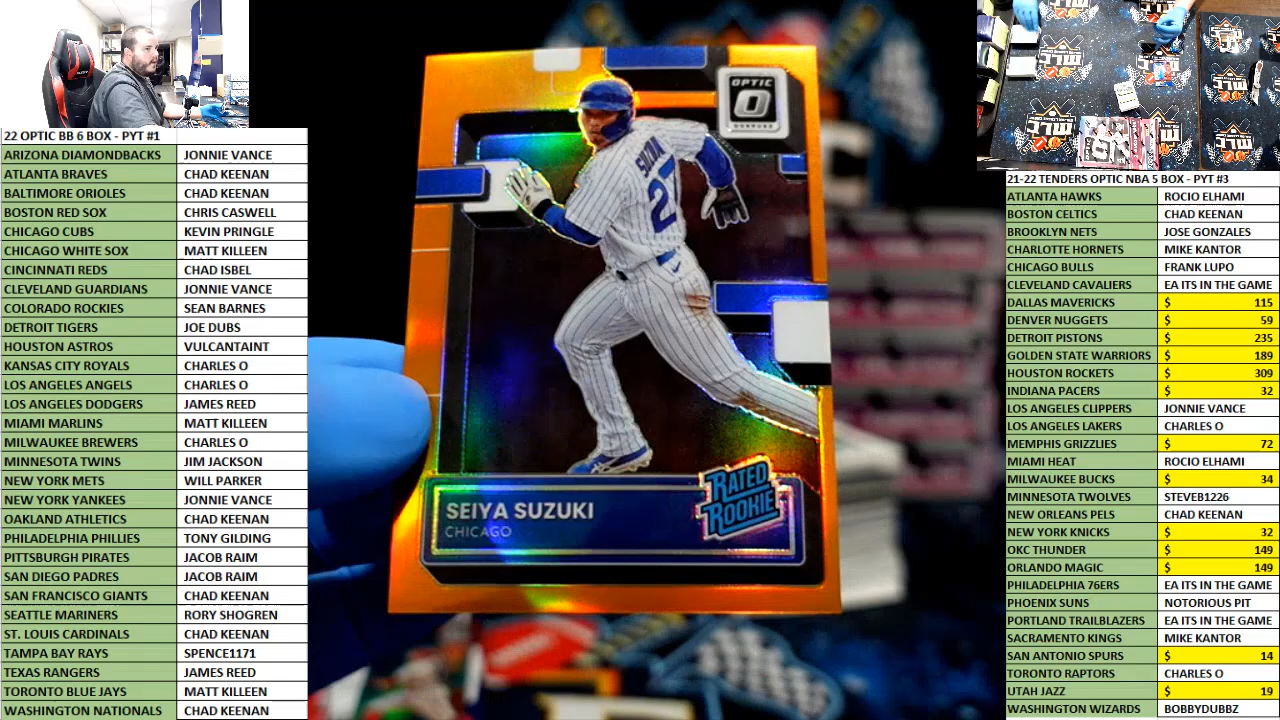 22 OPTIC BB 6 BOX - PYT #1
ARIZONA DIAMONDBACKS JONNIE VANCE
ATLANTA BRAVES CHAD KEENAN
BALTIMORE ORIOLES CHAD KEENAN
BOSTON RED SOX CHRIS CASWELL
CHICAGO CUBS KEVIN PRINGLE
CHICAGO WHITE SOX MATT KILLEEN
CINCINNATI REDS CHAD ISBEL
CLEVELAND GUARDIANS JONNIE VANCE
COLORADO ROCKIES SEAN BARNES
DETROIT TIGERS JOE DUBS
HOUSTON ASTROS VULCANTAINT
KANSAS CITY ROYALS CHARLES O
LOS ANGELES ANGELS CHARLES O
LOS ANGELES DODGERS JAMES REED
MIAMI MARLINS MATT KILLEEN
MILWAUKEE BREWERS CHARLES O
MINNESOTA TWINS JIM JACKSON
NEW YORK METS WILL PARKER
NEW YORK YANKEES JONNIE VANCE
OAKLAND ATHLETICS CHAD KEENAN
PHILADELPHIA PHILLIES TONY GILDING
PITTSBURGH PIRATES JACOB RAIM
SAN DIEGO PADRES JACOB RAIM
SAN FRANCISCO GIANTS CHAD KEENAN
SEATTLE MARINERS RORY SHOGREN
ST. LOUIS CARDINALS CHAD KEENAN
TAMPA BAY RAYS SPENCE1171
TEXAS RANGERS JAMES REED
TORONTO BLUE JAYS MATT KILLEEN
WASHINGTON NATIONALS CHAD KEENAN
OPTIC
DONRUSS
SUZUKI
27
RATED
ROOKIE
SEIYA SUZUKI
CHICAGO
21-22 TENDERS OPTIC NBA 5 BOX - PYT #3
ATLANTA HAWKS ROCIO ELHAMI
BOSTON CELTICS CHAD KEENAN
BROOKLYN NETS JOSE GONZALES
CHARLOTTE HORNETS MIKE KANTOR
CHICAGO BULLS FRANK LUPO
CLEVELAND CAVALIERS EA ITS IN THE GAME
DALLAS MAVERICKS $ 115
DENVER NUGGETS $ 59
DETROIT PISTONS $ 235
GOLDEN STATE WARRIORS $ 189
HOUSTON ROCKETS $ 309
INDIANA PACERS $ 32
LOS ANGELES CLIPPERS JONNIE VANCE
LOS ANGELES LAKERS CHARLES O
MEMPHIS GRIZZLIES $ 72
MIAMI HEAT ROCIO ELHAMI
MILWAUKEE BUCKS $ 34
MINNESOTA TWOLVES STEVEB1226
NEW ORLEANS PELS CHAD KEENAN
NEW YORK KNICKS $ 32
OKC THUNDER $ 149
ORLANDO MAGIC $ 149
PHILADELPHIA 76ERS EA ITS IN THE GAME
PHOENIX SUNS NOTORIOUS PIT
PORTLAND TRAILBLAZERS EA ITS IN THE GAME
SACRAMENTO KINGS MIKE KANTOR
SAN ANTONIO SPURS $ 14
TORONTO RAPTORS CHARLES O
UTAH JAZZ $ 19
WASHINGTON WIZARDS BOBBYDUBBZ